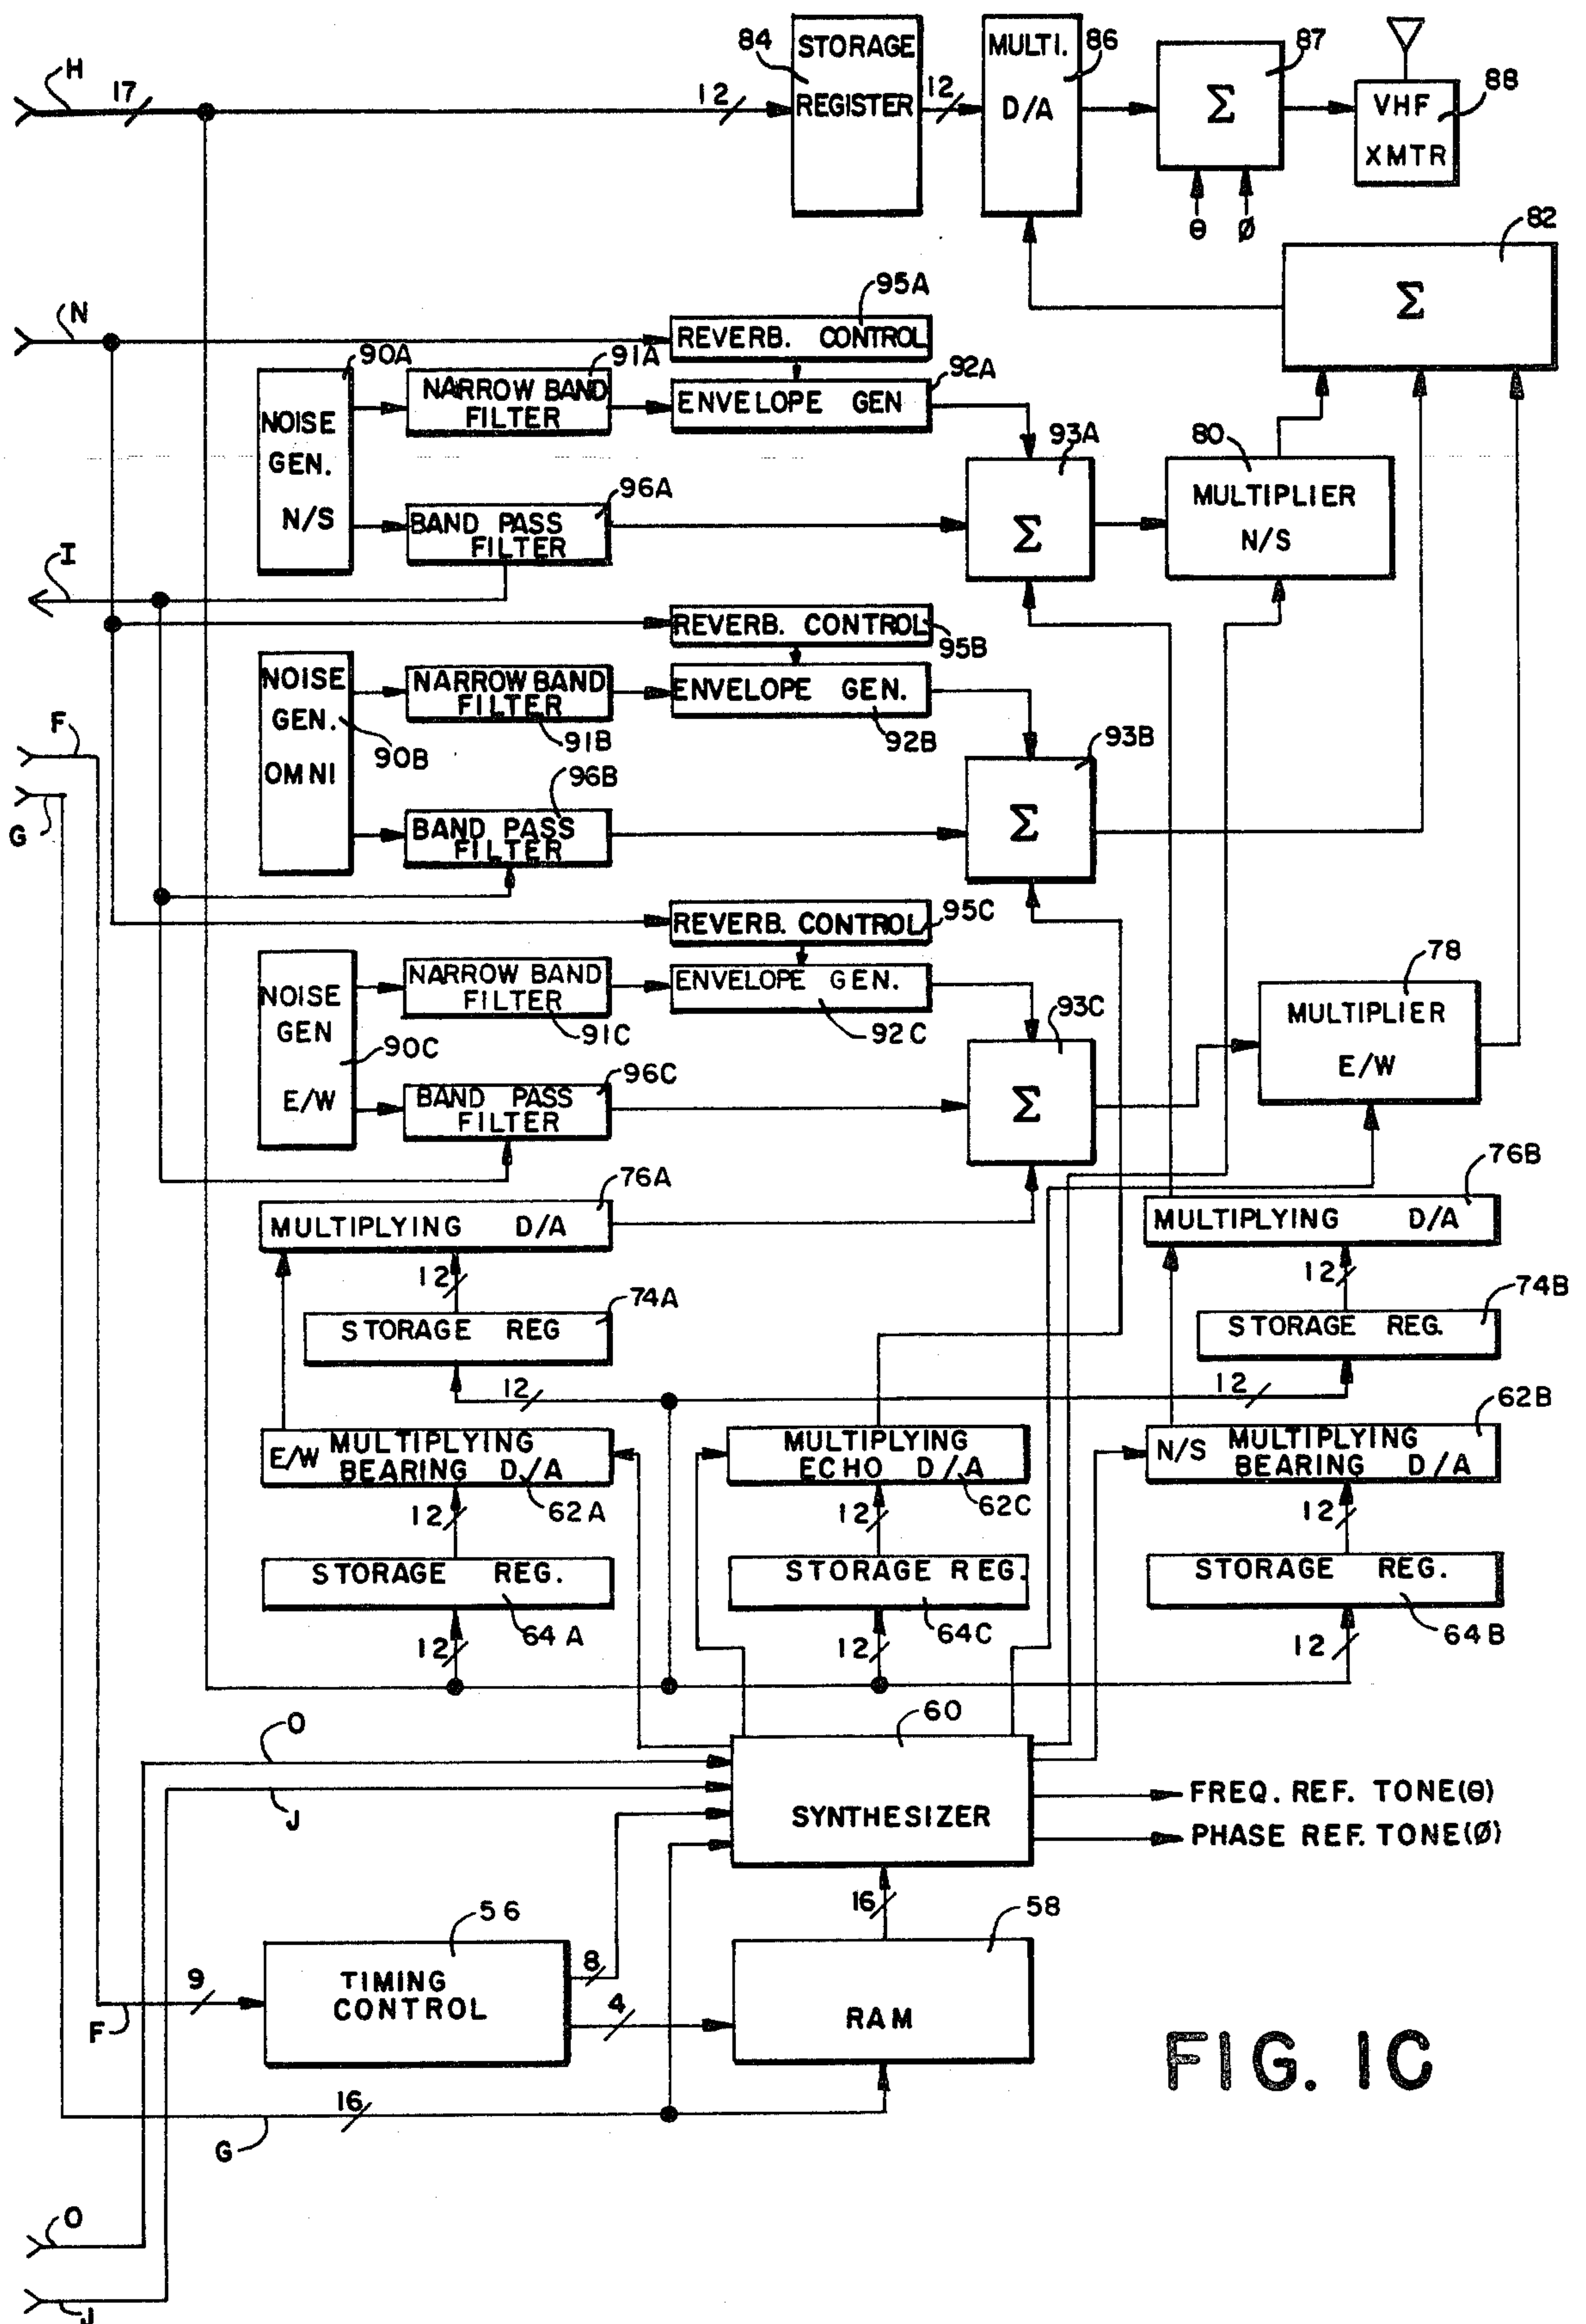 H
17
12
84
STORAGE
REGISTER
12
MULTI.
D/A
86
Σ
87
VHF
XMTR
88
θ
Ø
82
Σ
N
95A
REVERB. CONTROL
90A
91A
NOISE
GEN.
N/S
NARROW BAND
FILTER
ENVELOPE GEN
92A
93A
Σ
80
MULTIPLIER
N/S
96A
BAND PASS
FILTER
I
REVERB. CONTROL
95B
NOISE
GEN.
OMNI
90B
NARROW BAND
FILTER
91B
ENVELOPE GEN.
92B
93B
Σ
F
G
96B
BAND PASS
FILTER
REVERB. CONTROL
95C
NOISE
GEN
E/W
90C
NARROW BAND
FILTER
91C
ENVELOPE GEN.
92C
93C
Σ
78
MULTIPLIER
E/W
96C
BAND PASS
FILTER
76A
MULTIPLYING D/A
76B
MULTIPLYING D/A
12
12
74A
STORAGE REG
74B
STORAGE REG.
12
12
E/W MULTIPLYING
BEARING D/A
62A
MULTIPLYING
ECHO D/A
62C
62B
N/S MULTIPLYING
BEARING D/A
12
12
12
STORAGE REG.
64A
STORAGE REG.
64C
STORAGE REG.
64B
12
12
12
O
J
60
SYNTHESIZER
FREQ. REF. TONE(θ)
PHASE REF. TONE(Ø)
16
56
TIMING
CONTROL
9
F
8
4
58
RAM
16
G
O
J
FIG. 1C